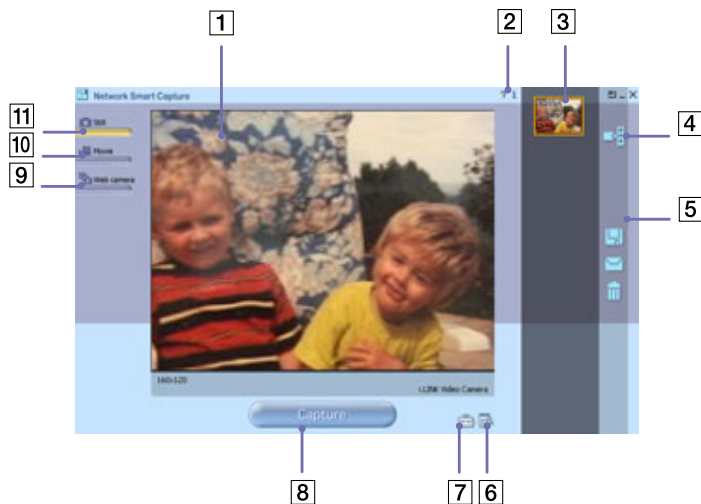 1
2
3
Network Smart Capture
? i
11
Still
4
10
Movie
9
Web camera
5
160x120
i.LINK Video Camera
Capture
8
7
6